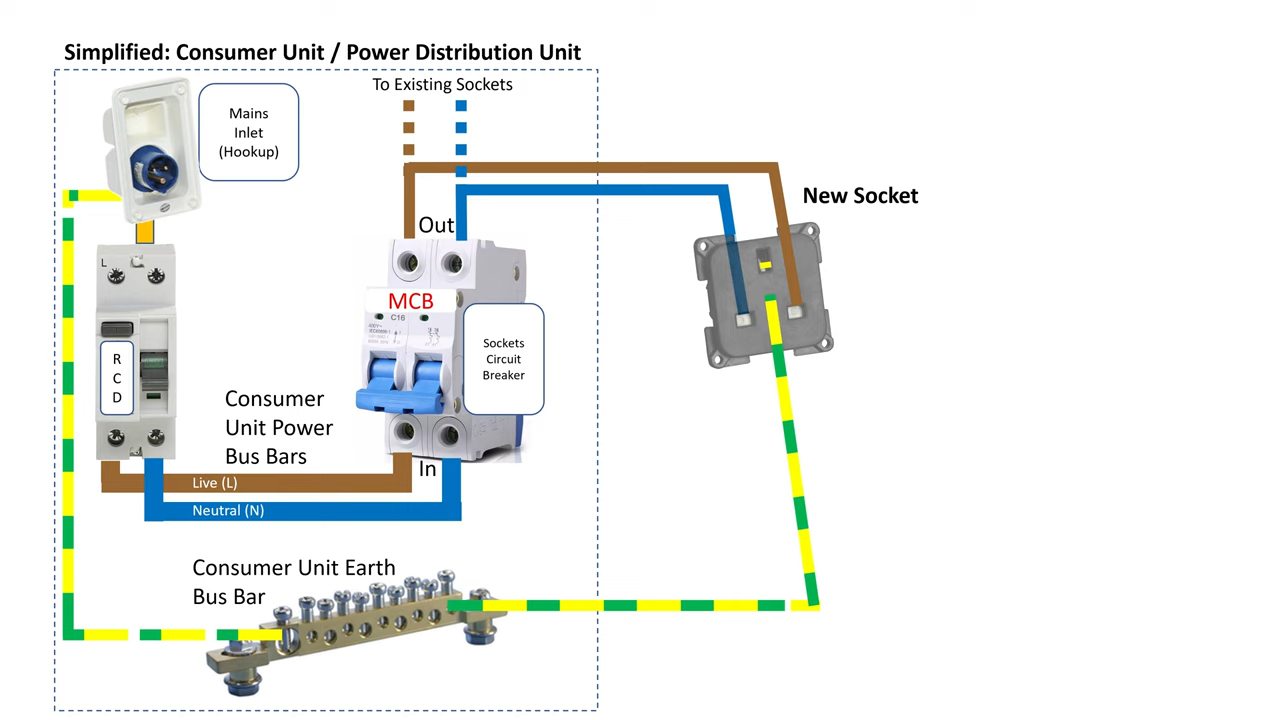 Simplified: Consumer Unit / Power Distribution Unit
To Existing Sockets
Mains
Inlet
(Hookup)
New Socket
Out
L
MCB
C16
Sockets
Circuit
Breaker
R
C
D
Consumer
Unit Power
Bus Bars
In
Live (L)
Neutral (N)
Consumer Unit Earth
Bus Bar